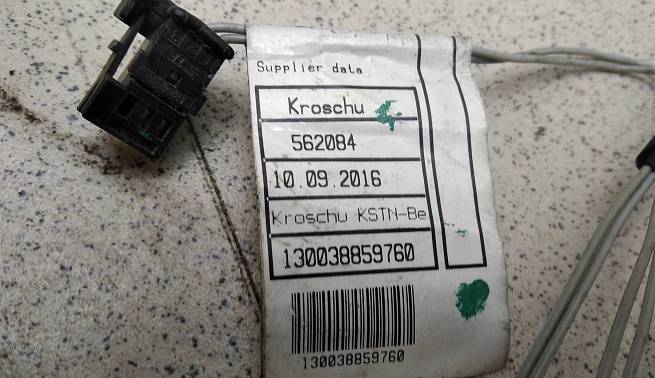 Supplier data
Kroschu
562084
10.09.2016
Kroschu KSTN-Be
130038859760
130038859760